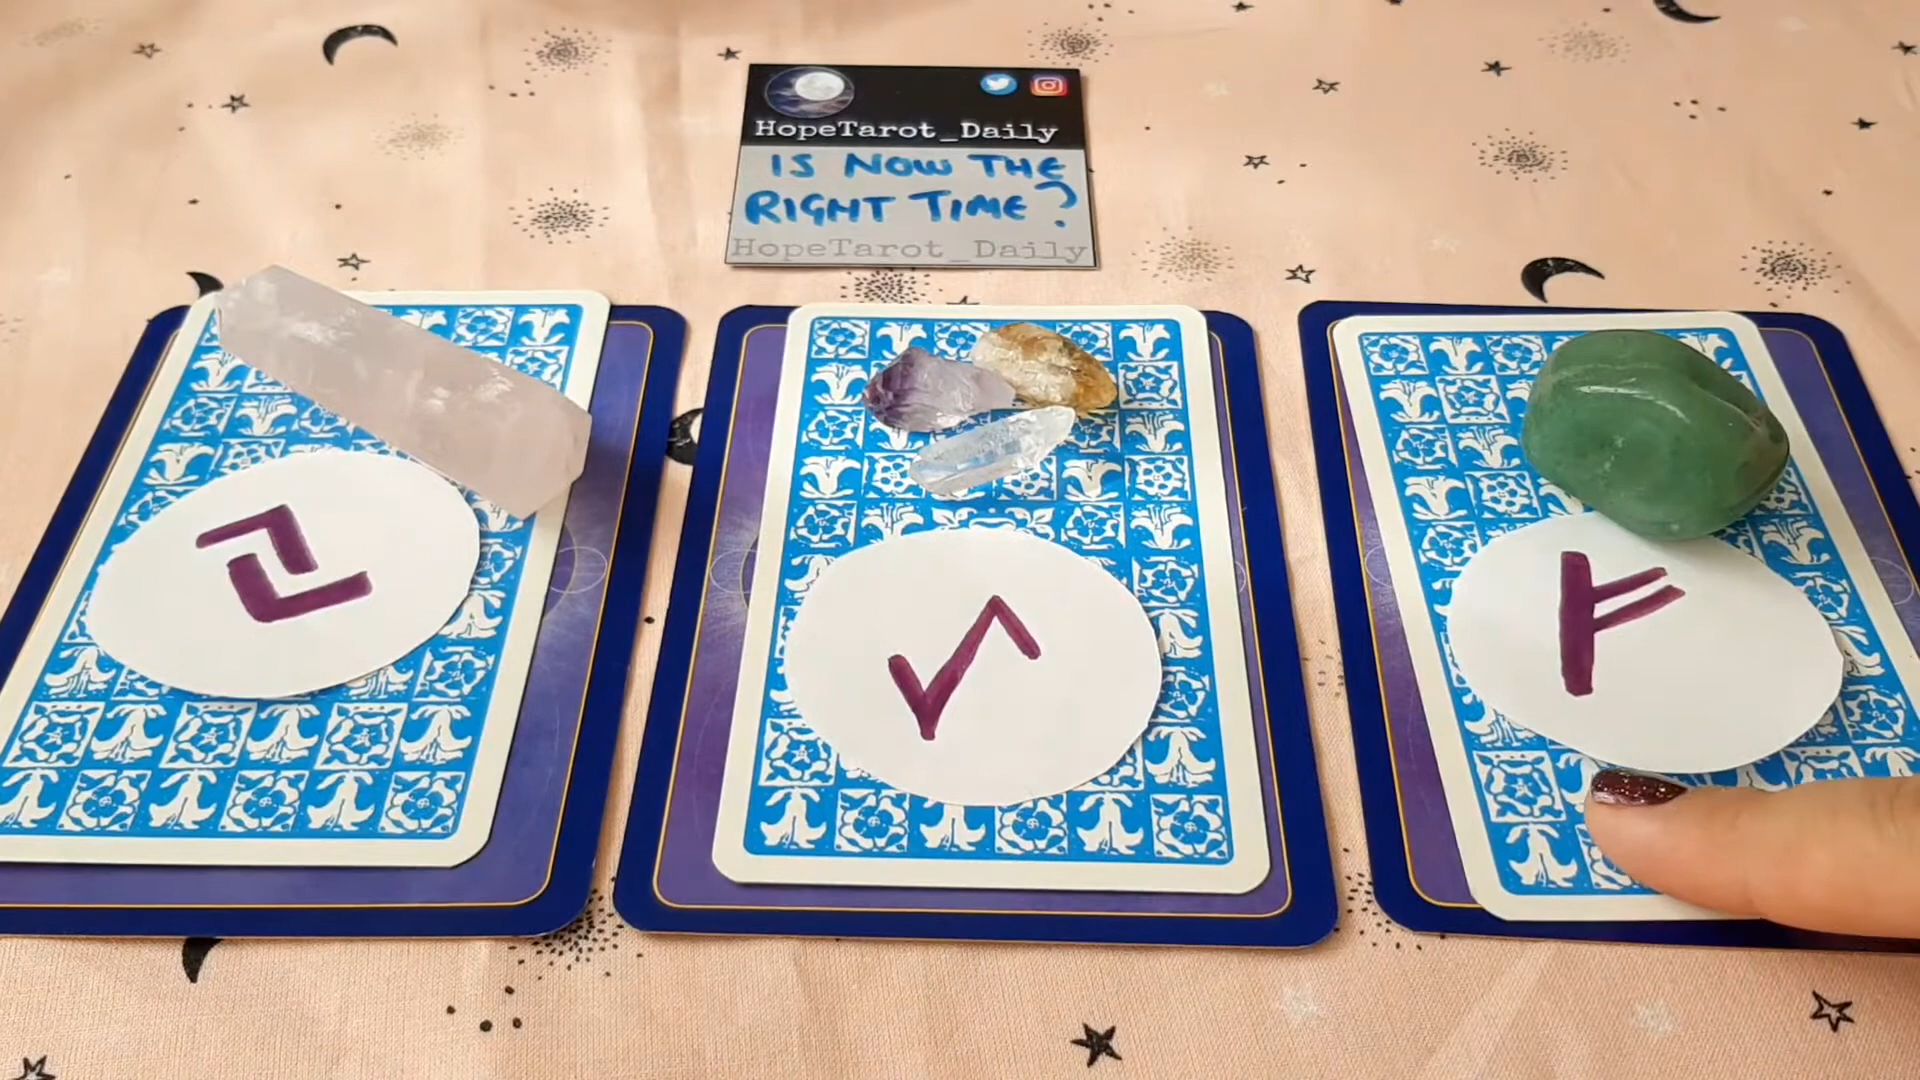 HopeTarot_Daily
IS NOW THE
RIGHT TIME?
HopeTarot_Daily
ᛃ
ᛇ
ᚠ